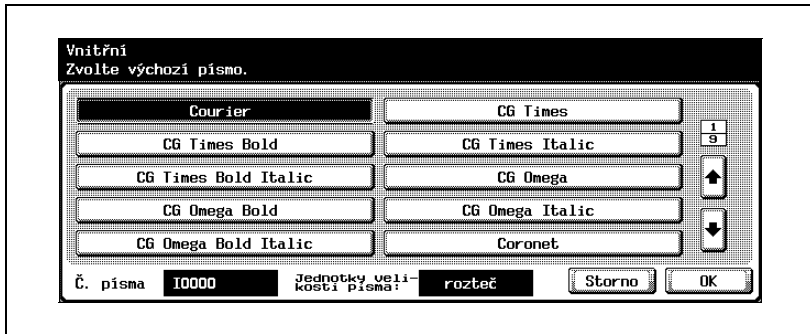 Vnitřní
Zvolte výchozí písmo.
Courier
CG Times
1
9
CG Times Bold
CG Times Italic
CG Times Bold Italic
CG Omega
CG Omega Bold
CG Omega Italic
CG Omega Bold Italic
Coronet
Č. písma I0000
Jednotky veli-
kosti písma:
rozteč
Storno
OK